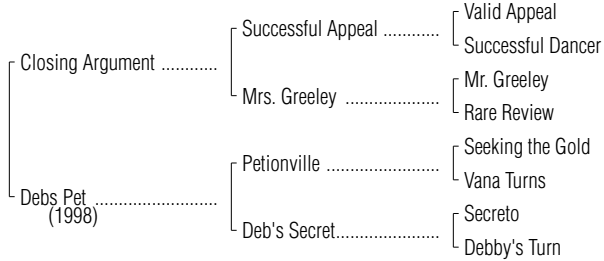 Valid Appeal
Successful Appeal ............
Successful Dancer
Closing Argument ............
Mr. Greeley
Mrs. Greeley ....................
Rare Review
Seeking the Gold
Petionville ........................
Vana Turns
Debs Pet ..........................
(1998)
Secreto
Deb's Secret......................
Debby's Turn